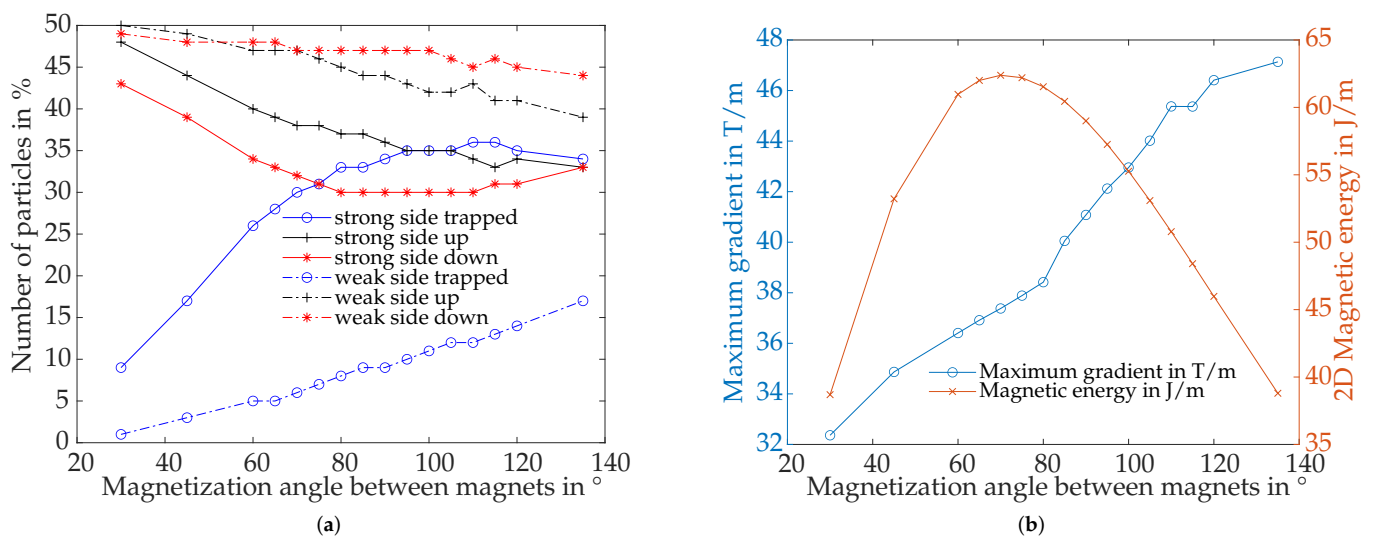 50
45
40
35
30
25
20
15
10
5
0
Number of particles in %
strong side trapped
strong side up
strong side down
weak side trapped
weak side up
weak side down
20 40 60 80 100 120 140
Magnetization angle between magnets in °
(a)
48
46
44
42
40
38
36
34
32
Maximum gradient in T/m
65
60
55
50
45
40
35
2D Magnetic energy in J/m
Maximum gradient in T/m
Magnetic energy in J/m
20 40 60 80 100 120 140
Magnetization angle between magnets in °
(b)